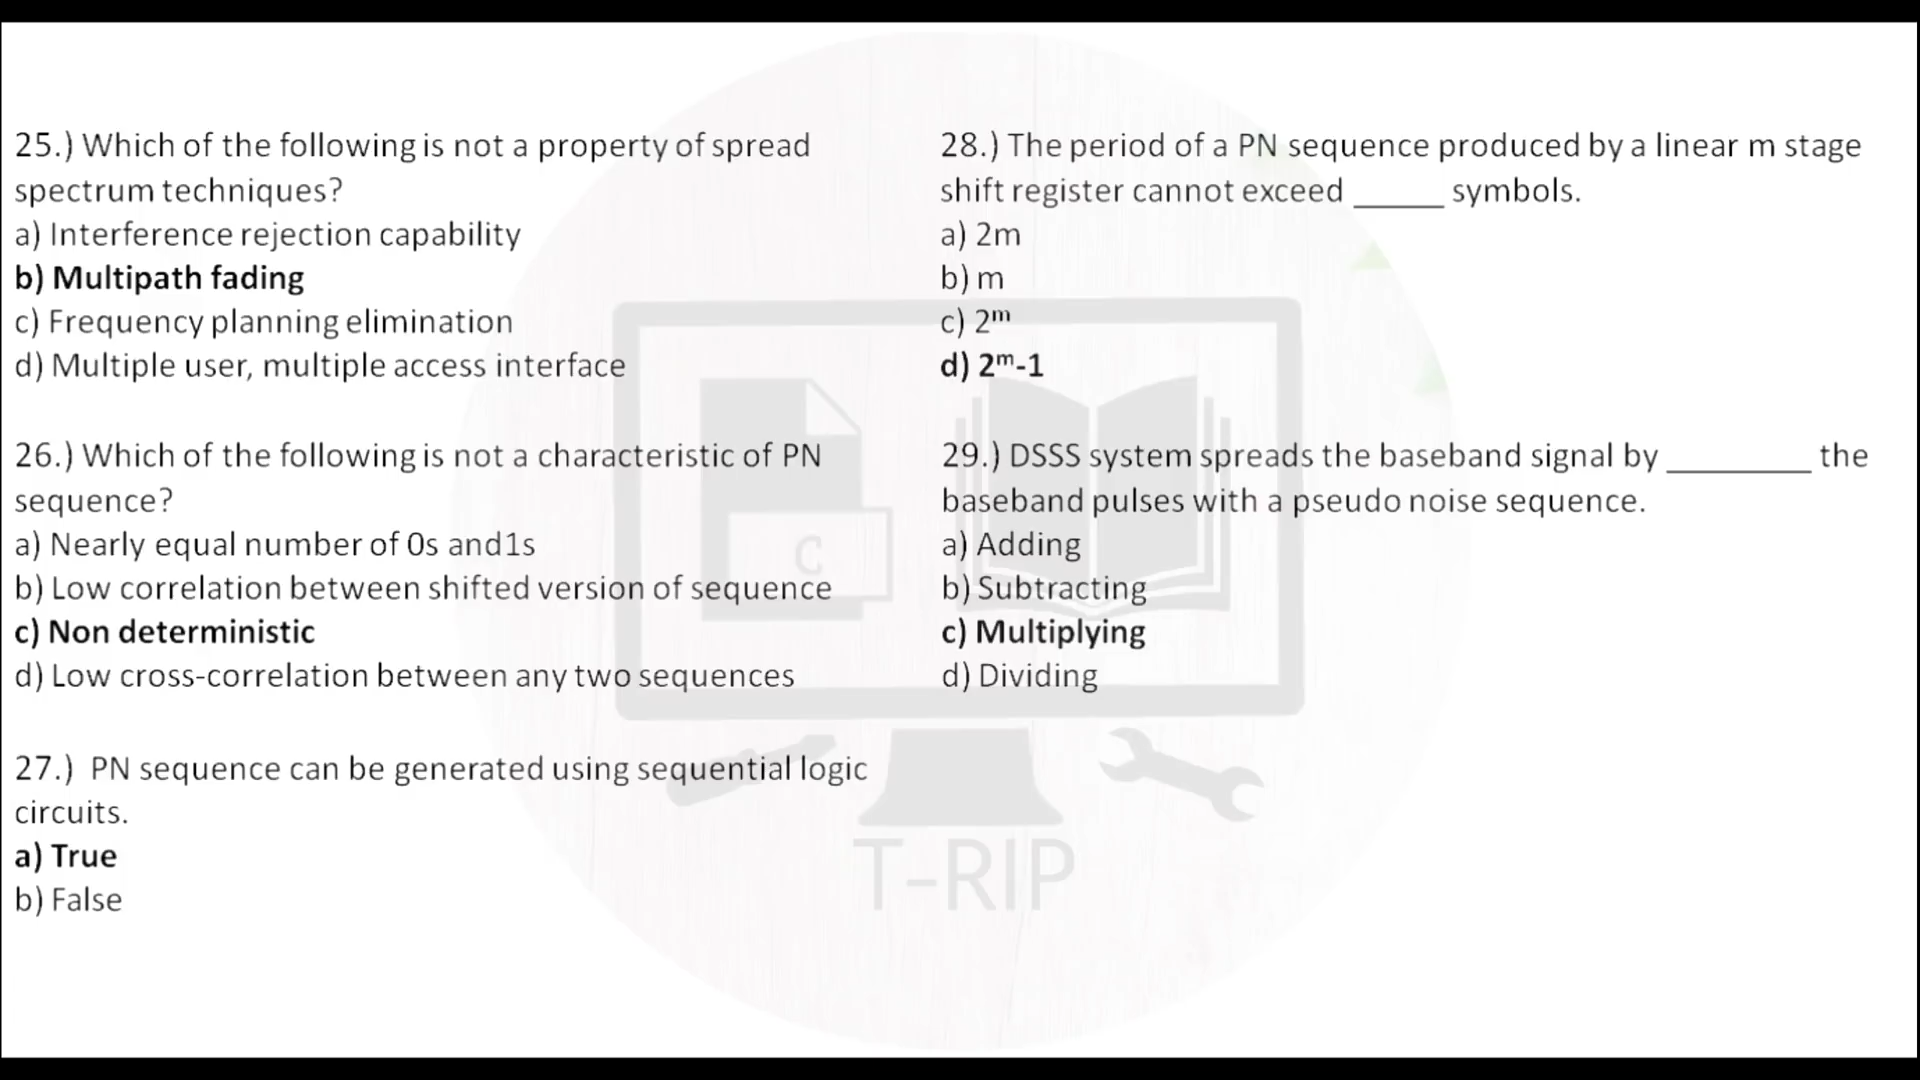 25.) Which of the following is not a property of spread
spectrum techniques?
a) Interference rejection capability
b) Multipath fading
c) Frequency planning elimination
d) Multiple user, multiple access interface
26.) Which of the following is not a characteristic of PN
sequence?
a) Nearly equal number of 0s and1s
b) Low correlation between shifted version of sequence
c) Non deterministic
d) Low cross-correlation between any two sequences
27.) PN sequence can be generated using sequential logic
circuits.
a) True
b) False
28.) The period of a PN sequence produced by a linear m stage
shift register cannot exceed _____ symbols.
a) 2m
b) m
c) 2ᵐ
d) 2ᵐ-1
29.) DSSS system spreads the baseband signal by ________ the
baseband pulses with a pseudo noise sequence.
a) Adding
b) Subtracting
c) Multiplying
d) Dividing
C
T-RIP